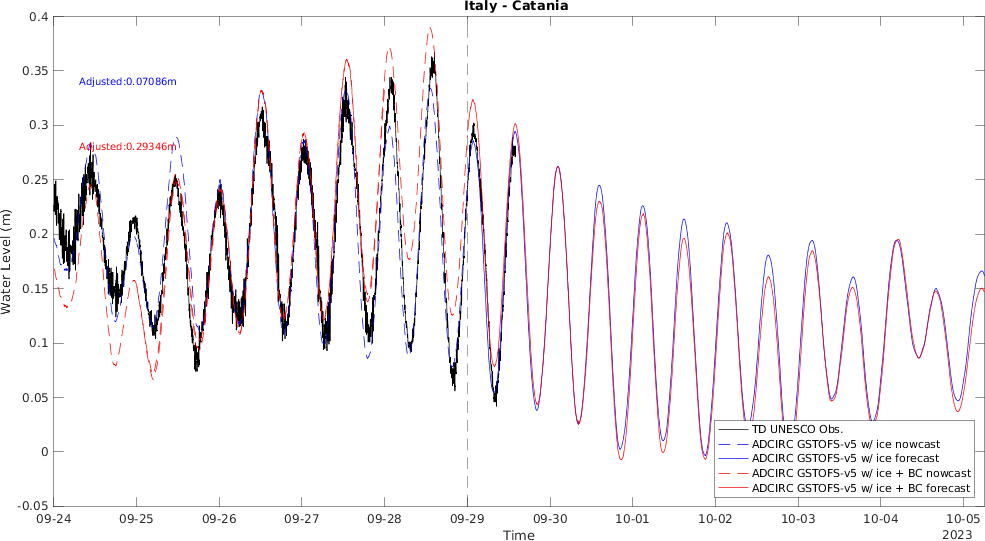 Italy - Catania
0.4
0.35
0.3
0.25
0.2
0.15
0.1
0.05
0
-0.05
Water Level (m)
Adjusted:0.07086m
Adjusted:0.29346m
TD UNESCO Obs.
ADCIRC GSTOFS-v5 w/ ice nowcast
ADCIRC GSTOFS-v5 w/ ice forecast
ADCIRC GSTOFS-v5 w/ ice + BC nowcast
ADCIRC GSTOFS-v5 w/ ice + BC forecast
09-24 09-25 09-26 09-27 09-28 09-29 09-30 10-01 10-02 10-03 10-04 10-05
Time
2023